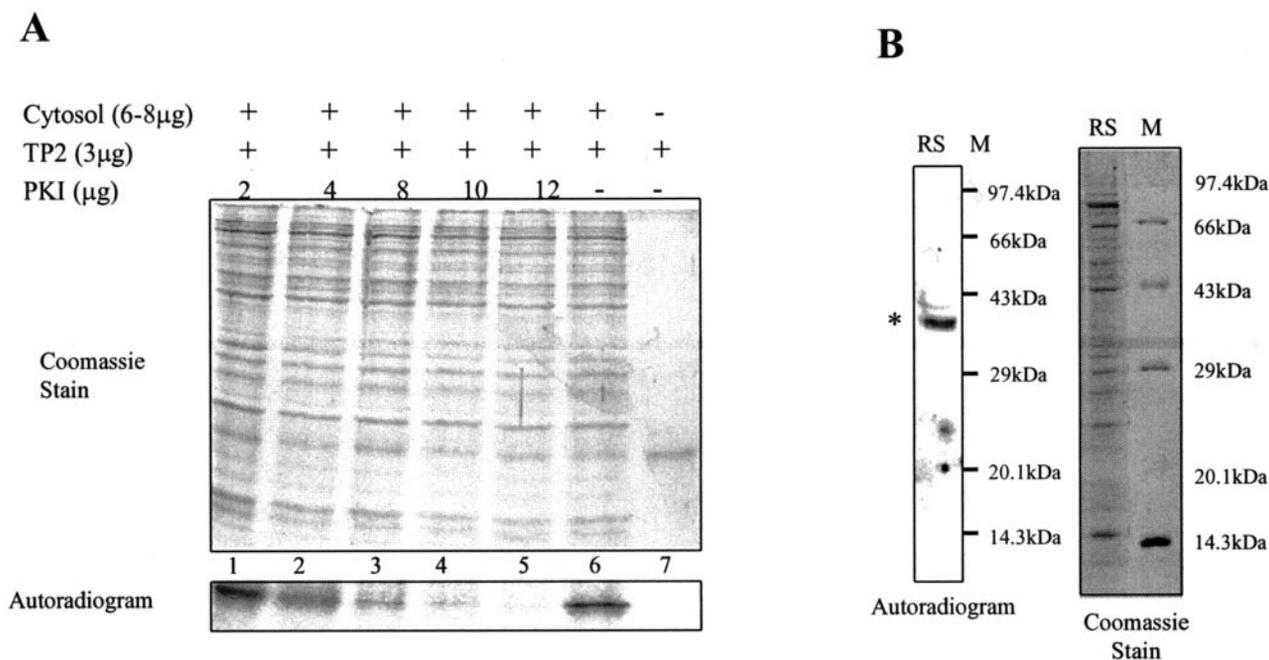 A
Cytosol (6-8μg) + + + + + + -
TP2 (3μg) + + + + + + +
PKI (μg) 2 4 8 10 12 - -
Coomassie
Stain
1 2 3 4 5 6 7
Autoradiogram
B
RS M
97.4kDa
66kDa
43kDa
*
29kDa
20.1kDa
14.3kDa
Autoradiogram
RS M
97.4kDa
66kDa
43kDa
29kDa
20.1kDa
14.3kDa
Coomassie
Stain